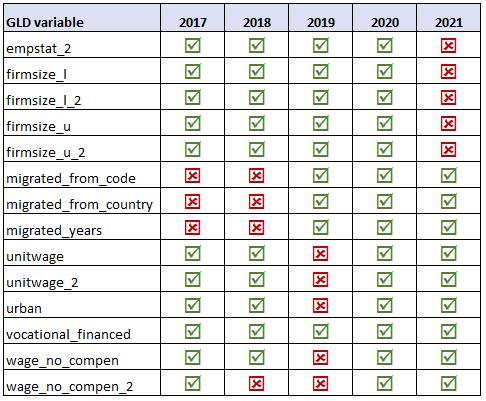 GLD variable 2017 2018 2019 2020 2021
empstat_2 ☑ ☑ ☑ ☑ ☒
firmsize_l ☑ ☑ ☑ ☑ ☒
firmsize_l_2 ☑ ☑ ☑ ☑ ☒
firmsize_u ☑ ☑ ☑ ☑ ☒
firmsize_u_2 ☑ ☑ ☑ ☑ ☒
migrated_from_code ☒ ☒ ☑ ☑ ☑
migrated_from_country ☒ ☒ ☑ ☑ ☑
migrated_years ☒ ☒ ☑ ☑ ☑
unitwage ☑ ☑ ☒ ☑ ☑
unitwage_2 ☑ ☑ ☒ ☑ ☑
urban ☑ ☑ ☒ ☑ ☑
vocational_financed ☑ ☑ ☑ ☑ ☑
wage_no_compen ☑ ☑ ☒ ☑ ☑
wage_no_compen_2 ☑ ☒ ☒ ☑ ☑